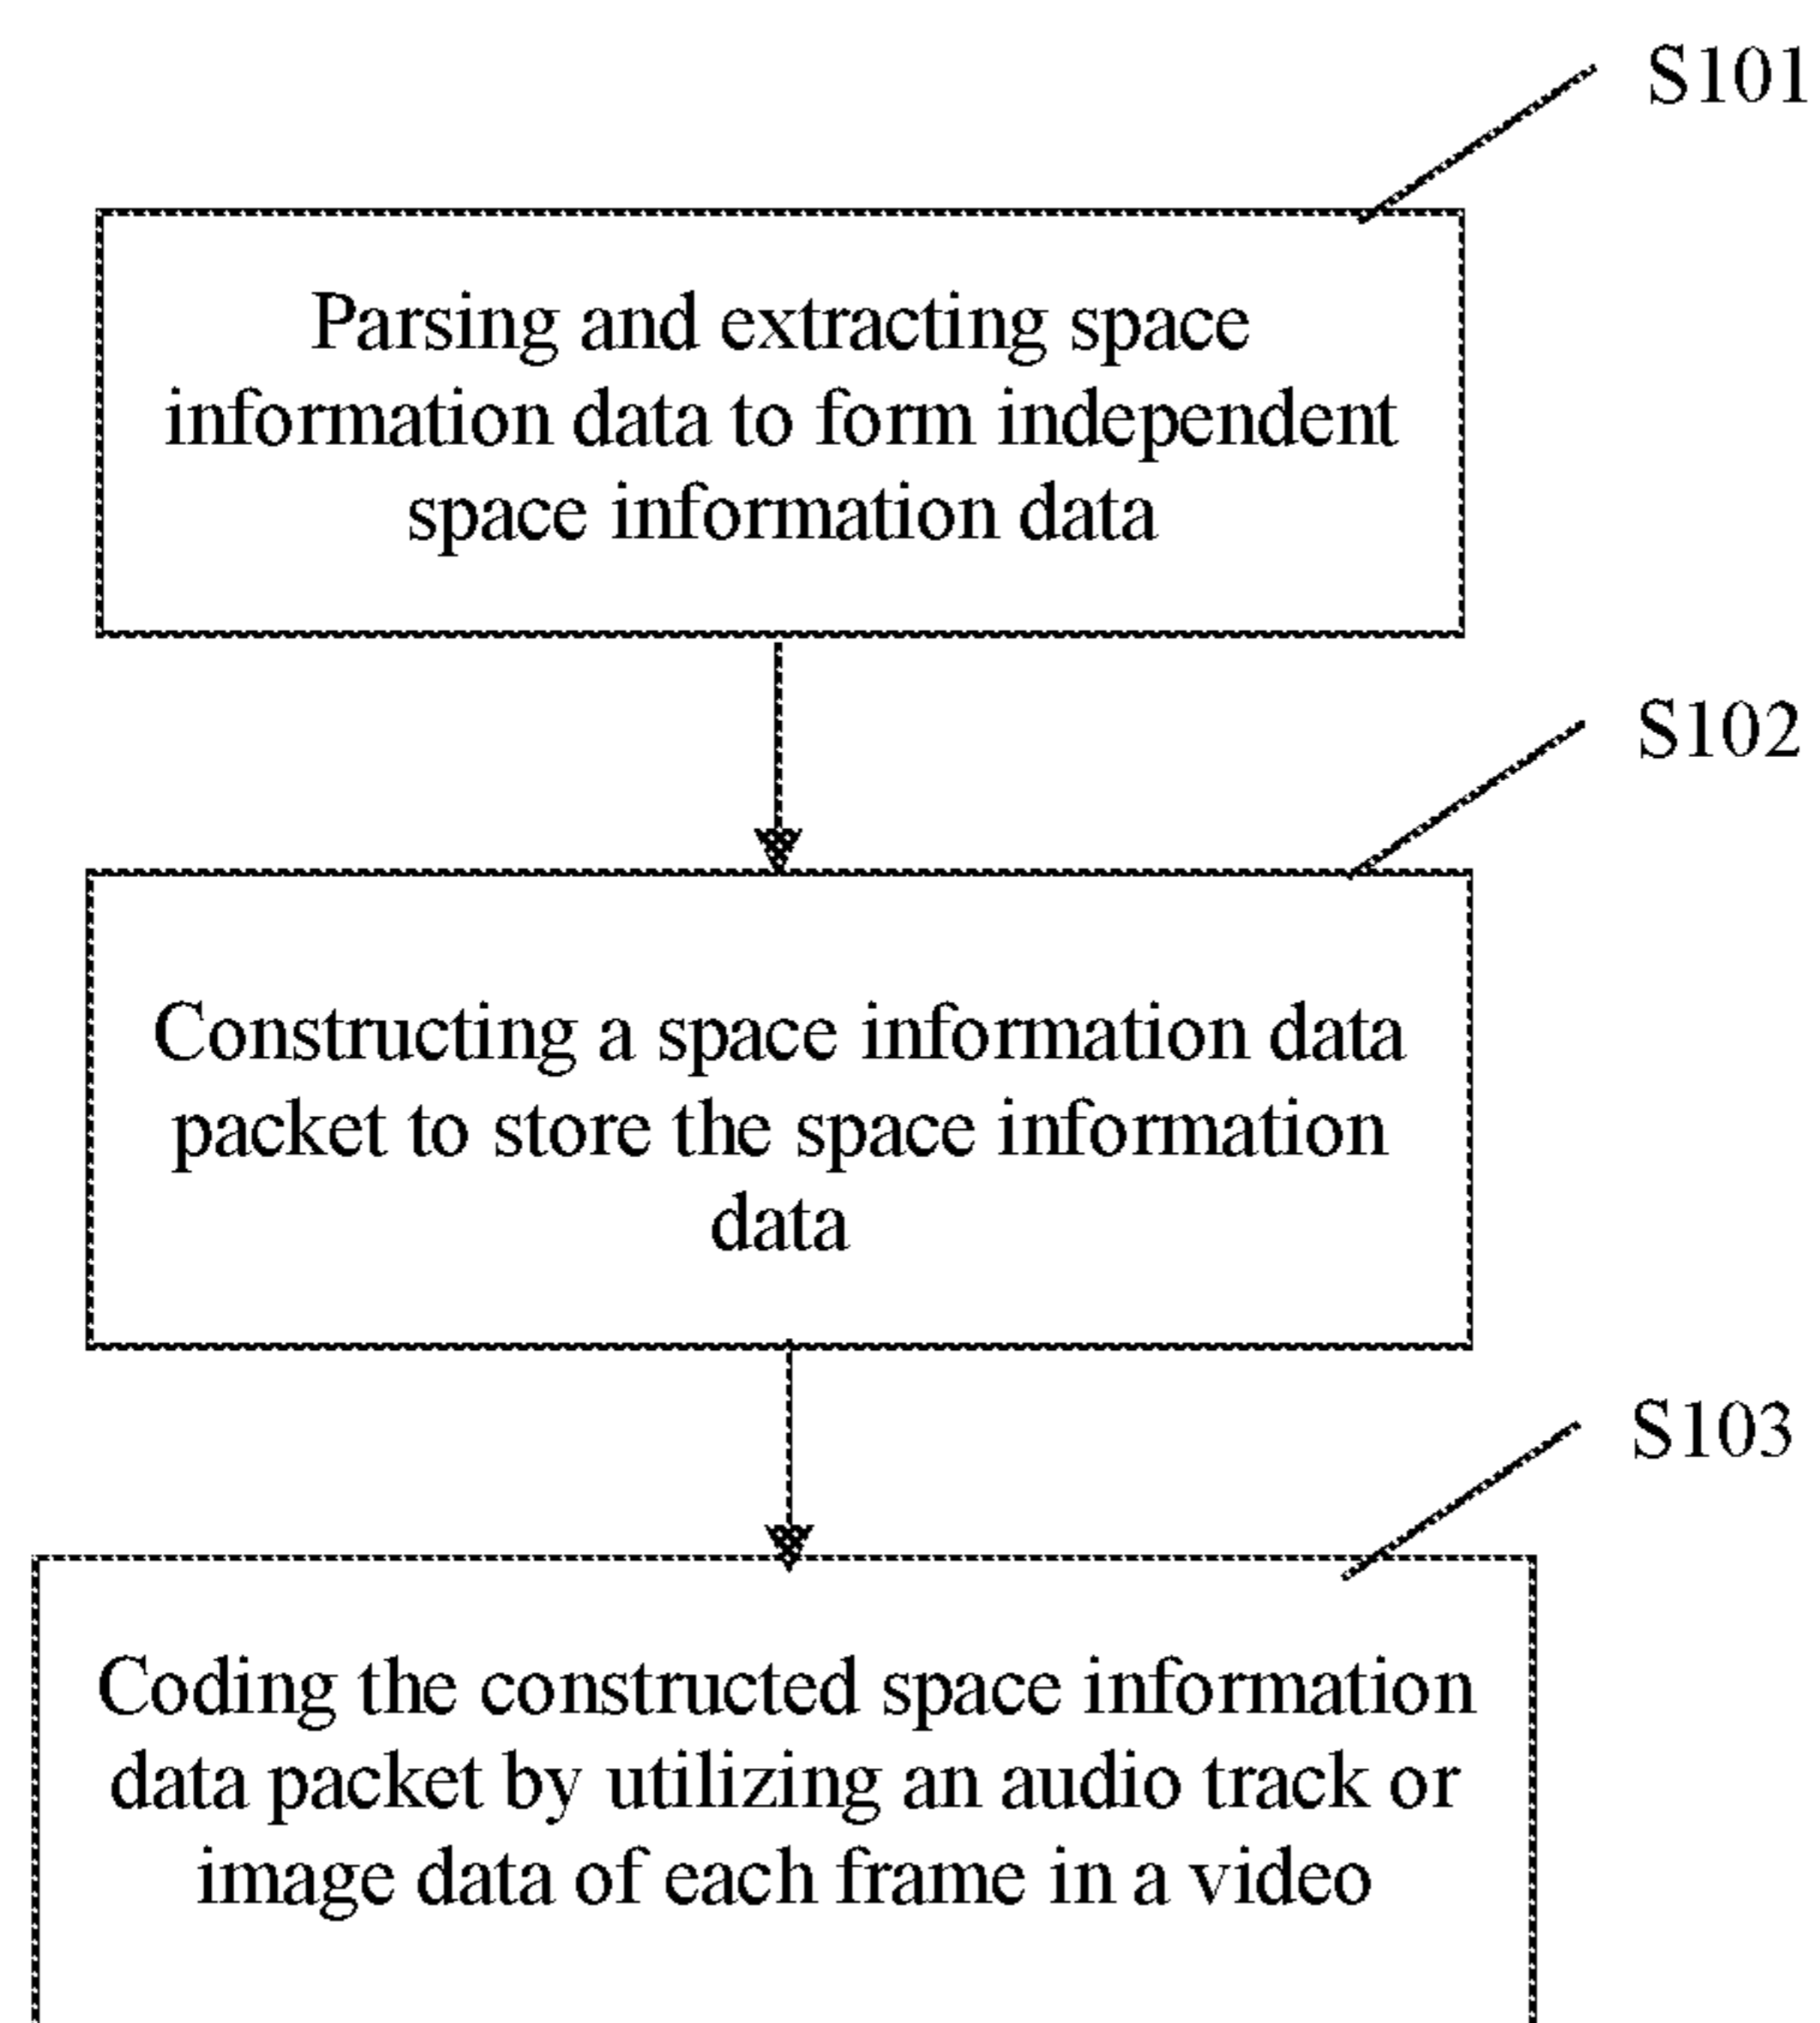 S101
Parsing and extracting space
information data to form independent
space information data
S102
Constructing a space information data
packet to store the space information
data
S103
Coding the constructed space information
data packet by utilizing an audio track or
image data of each frame in a video